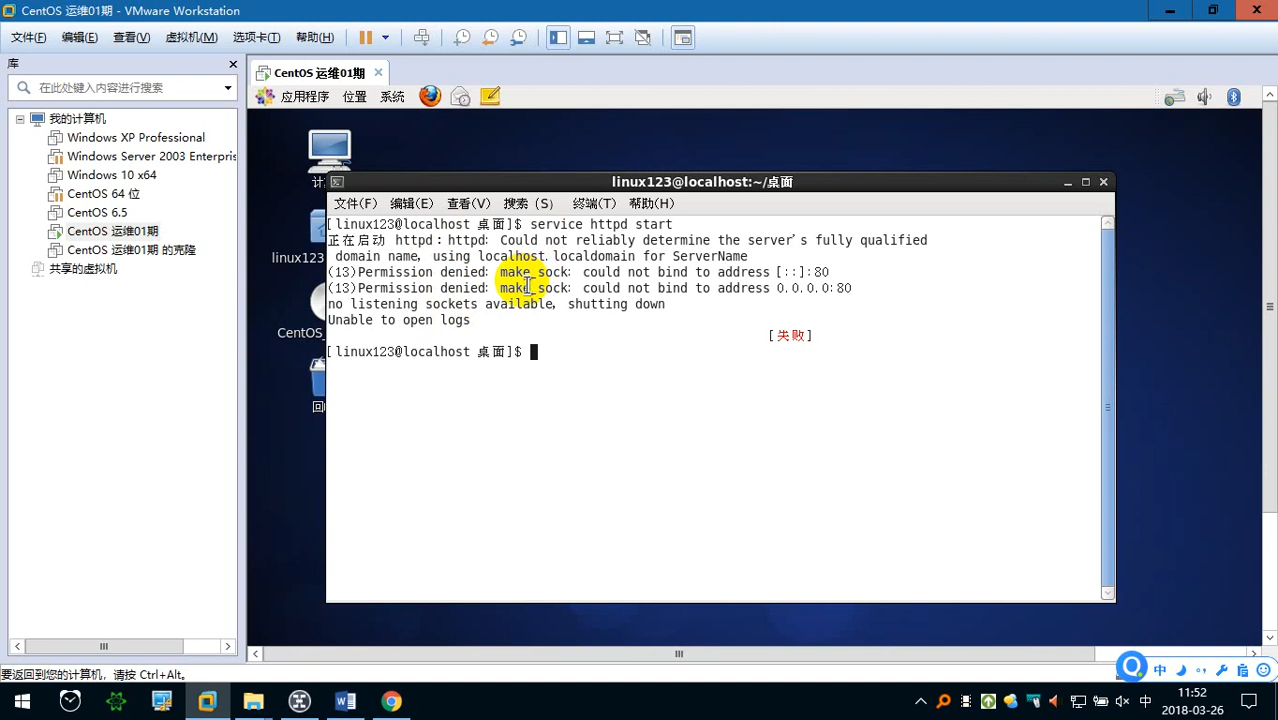 CentOS 运维01期 - VMware Workstation
文件(F) 编辑(E) 查看(V) 虚拟机(M) 选项卡(T) 帮助(H)
库
在此处键入内容进行搜索
我的计算机
Windows XP Professional
Windows Server 2003 Enterpris
Windows 10 x64
CentOS 64 位
CentOS 6.5
CentOS 运维01期
CentOS 运维01期 的克隆
共享的虚拟机
CentOS 运维01期
应用程序 位置 系统
计
linux123
CentOS_
回
linux123@localhost:~/桌面
文件(F) 编辑(E) 查看(V) 搜索 (S) 终端(T) 帮助(H)
[linux123@localhost 桌面]$ service httpd start
正在启动 httpd：httpd: Could not reliably determine the server's fully qualified
domain name, using localhost.localdomain for ServerName
(13)Permission denied: make_sock: could not bind to address [::]:80
(13)Permission denied: make_sock: could not bind to address 0.0.0.0:80
no listening sockets available, shutting down
Unable to open logs
[失败]
[linux123@localhost 桌面]$
要返回到您的计算机，请按 Ctrl+Alt。
中
中
11:52
2018-03-26